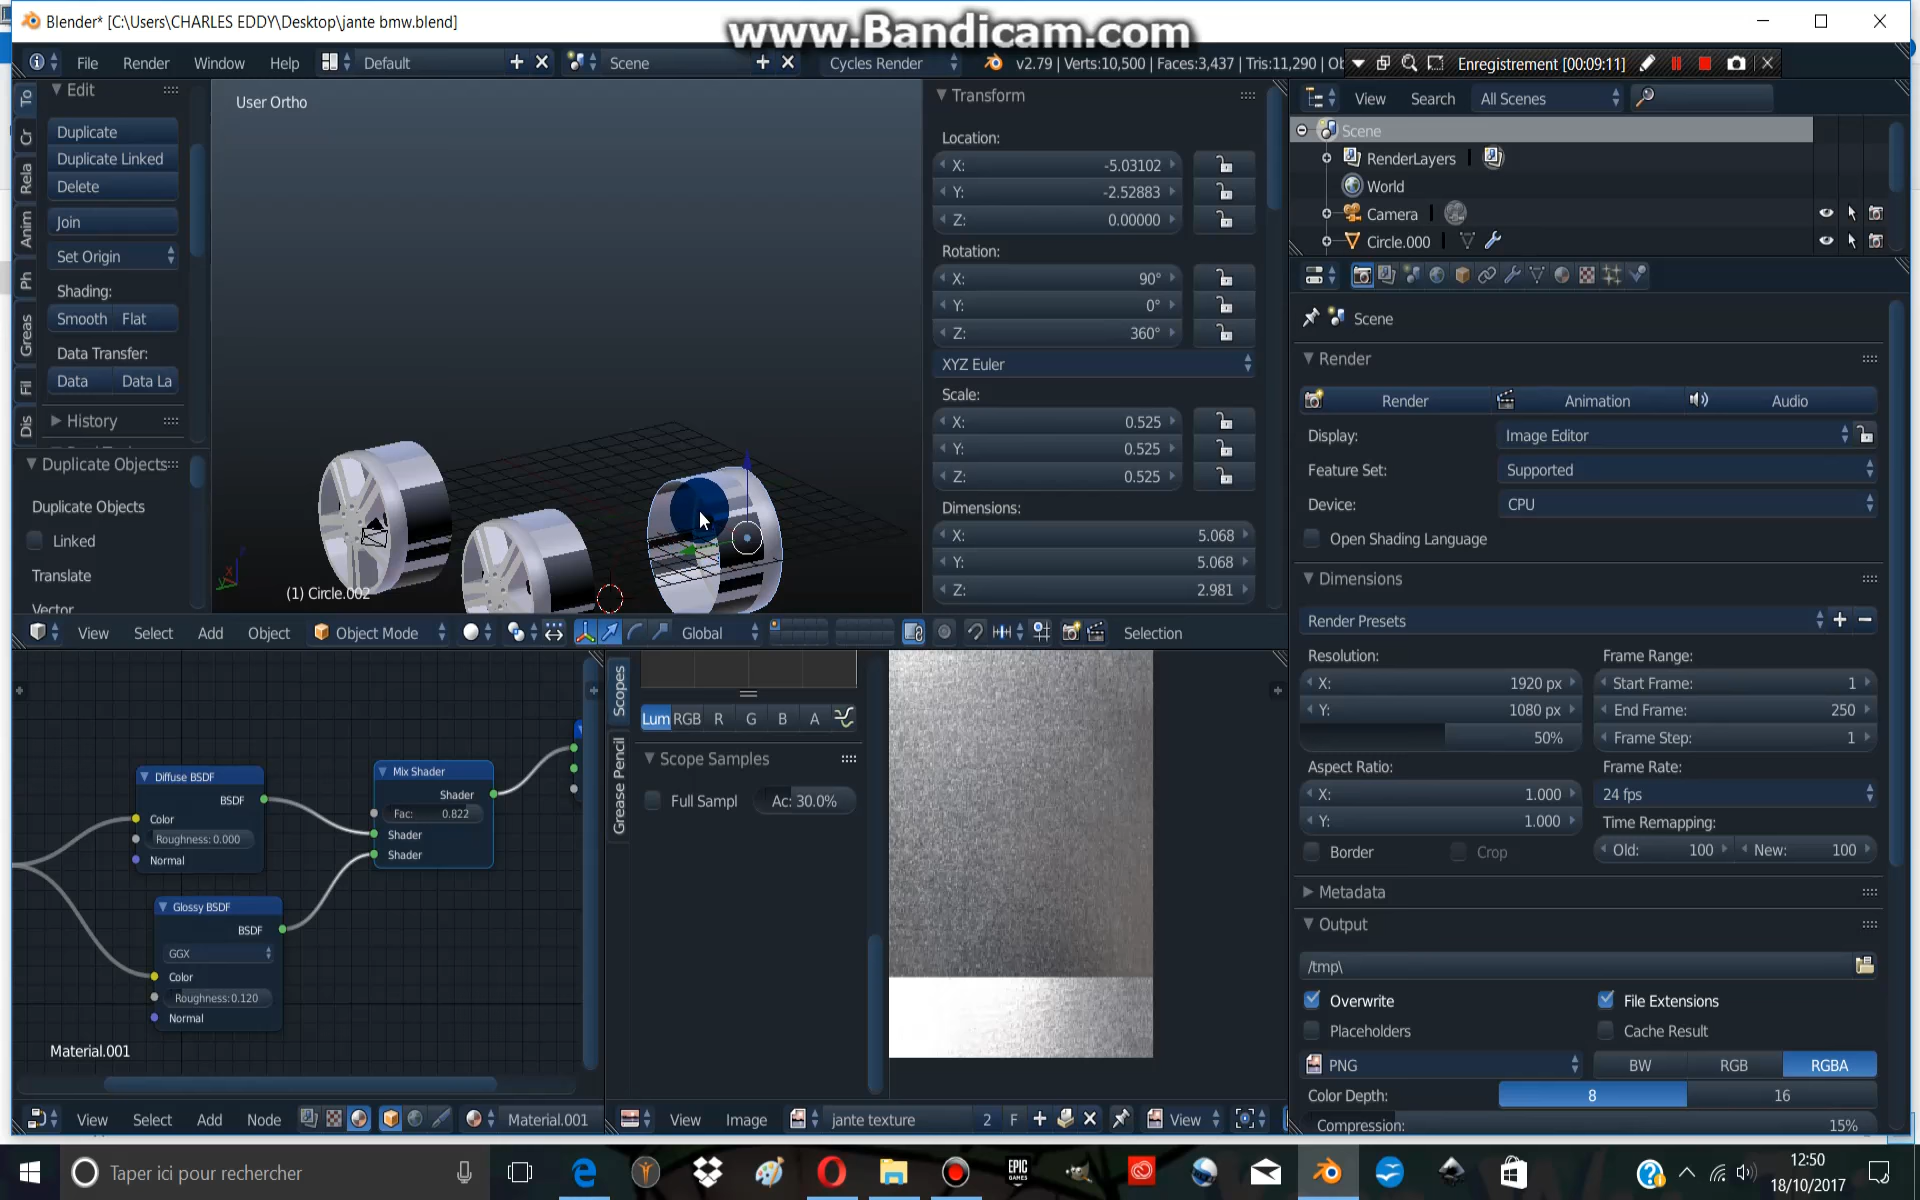 Blender* [C:\Users\CHARLES EDDY\Desktop\jante bmw.blend]
www.Bandicam.com
File Render Window Help Default Scene Cycles Render v2.79 | Verts:10,500 | Faces:3,437 | Tris:11,290 | Ob
Enregistrement [00:09:11]
To
Cr
Rela
Anim
Ph
Greas
Fil
Dis
Edit
Duplicate
Duplicate Linked
Delete
Join
Set Origin
Shading:
Smooth Flat
Data Transfer:
Data Data La
History
Duplicate Objects
Duplicate Objects
Linked
Translate
Vector
User Ortho
(1) Circle.002
Transform
Location:
X: -5.03102
Y: -2.52883
Z: 0.00000
Rotation:
X: 90°
Y: 0°
Z: 360°
XYZ Euler
Scale:
X: 0.525
Y: 0.525
Z: 0.525
Dimensions:
X: 5.068
Y: 5.068
Z: 2.981
View Select Add Object Object Mode Global Selection
Diffuse BSDF
BSDF
Color
Roughness: 0.000
Normal
Mix Shader
Shader
Fac: 0.822
Shader
Shader
Glossy BSDF
BSDF
GGX
Color
Roughness:0.120
Normal
Material.001
View Select Add Node Material.001
Scopes
Grease Pencil
Lum RGB R G B A
Scope Samples
Full Sampl Ac: 30.0%
View Image jante texture 2 F View
View Search All Scenes
Scene
RenderLayers
World
Camera
Circle.000
Scene
Render
Render Animation Audio
Display: Image Editor
Feature Set: Supported
Device: CPU
Open Shading Language
Dimensions
Render Presets
Resolution: Frame Range:
X: 1920 px Start Frame: 1
Y: 1080 px End Frame: 250
50% Frame Step: 1
Aspect Ratio: Frame Rate:
X: 1.000 24 fps
Y: 1.000 Time Remapping:
Border Crop Old: 100 New: 100
Metadata
Output
/tmp\
Overwrite File Extensions
Placeholders Cache Result
PNG BW RGB RGBA
Color Depth: 8 16
Compression: 15%
Taper ici pour rechercher
EPIC
GAMES
12:50
18/10/2017